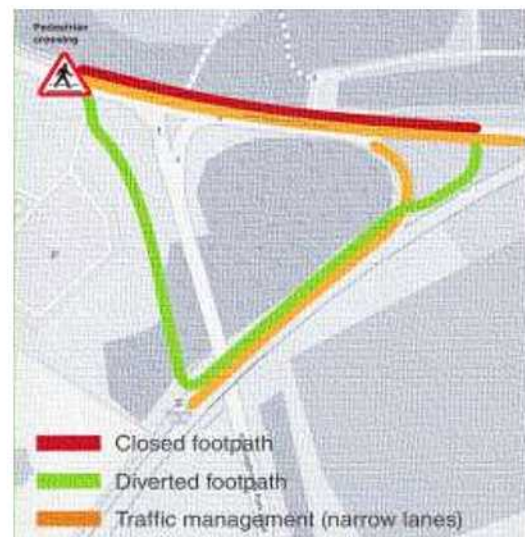 Pedestrian
crossing
Closed footpath
Diverted footpath
Traffic management (narrow lanes)